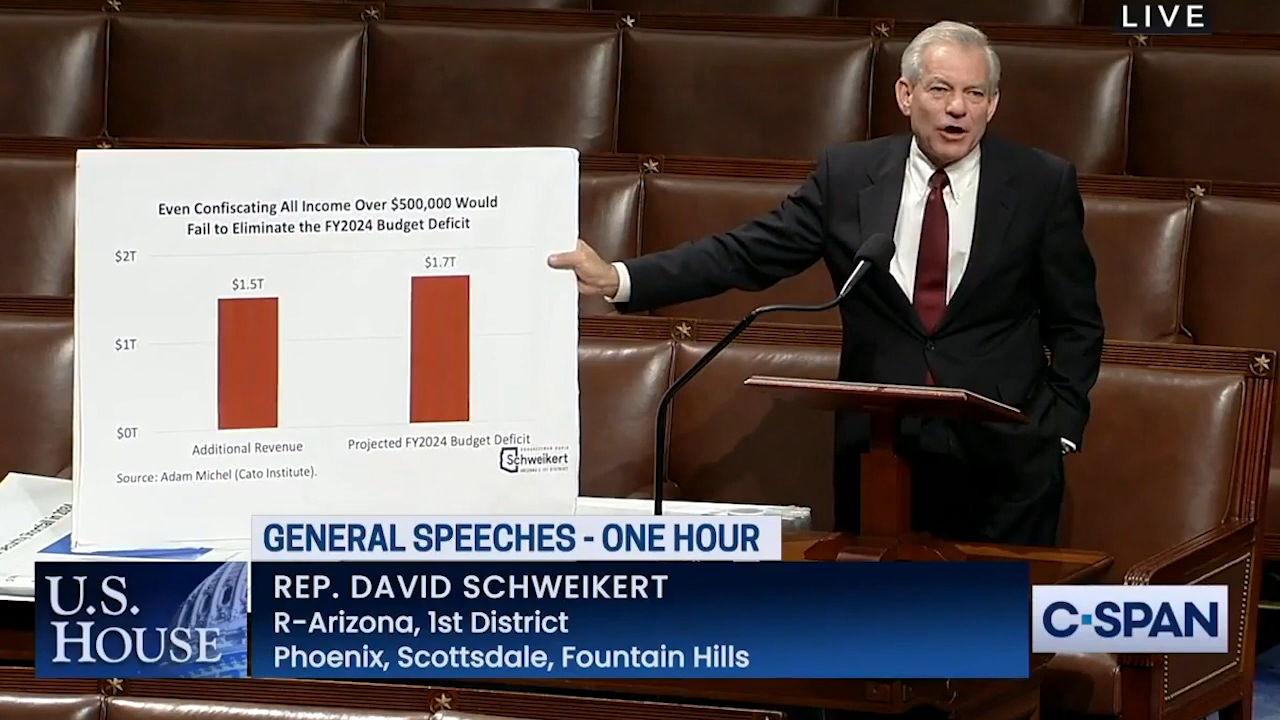 LIVE
Even Confiscating All Income Over $500,000 Would
Fail to Eliminate the FY2024 Budget Deficit
$2T
$1.5T
$1.7T
$1T
$0T
Additional Revenue
Projected FY2024 Budget Deficit
Source: Adam Michel (Cato Institute).
Schweikert
GENERAL SPEECHES - ONE HOUR
U.S.
HOUSE
REP. DAVID SCHWEIKERT
R-Arizona, 1st District
Phoenix, Scottsdale, Fountain Hills
C-SPAN